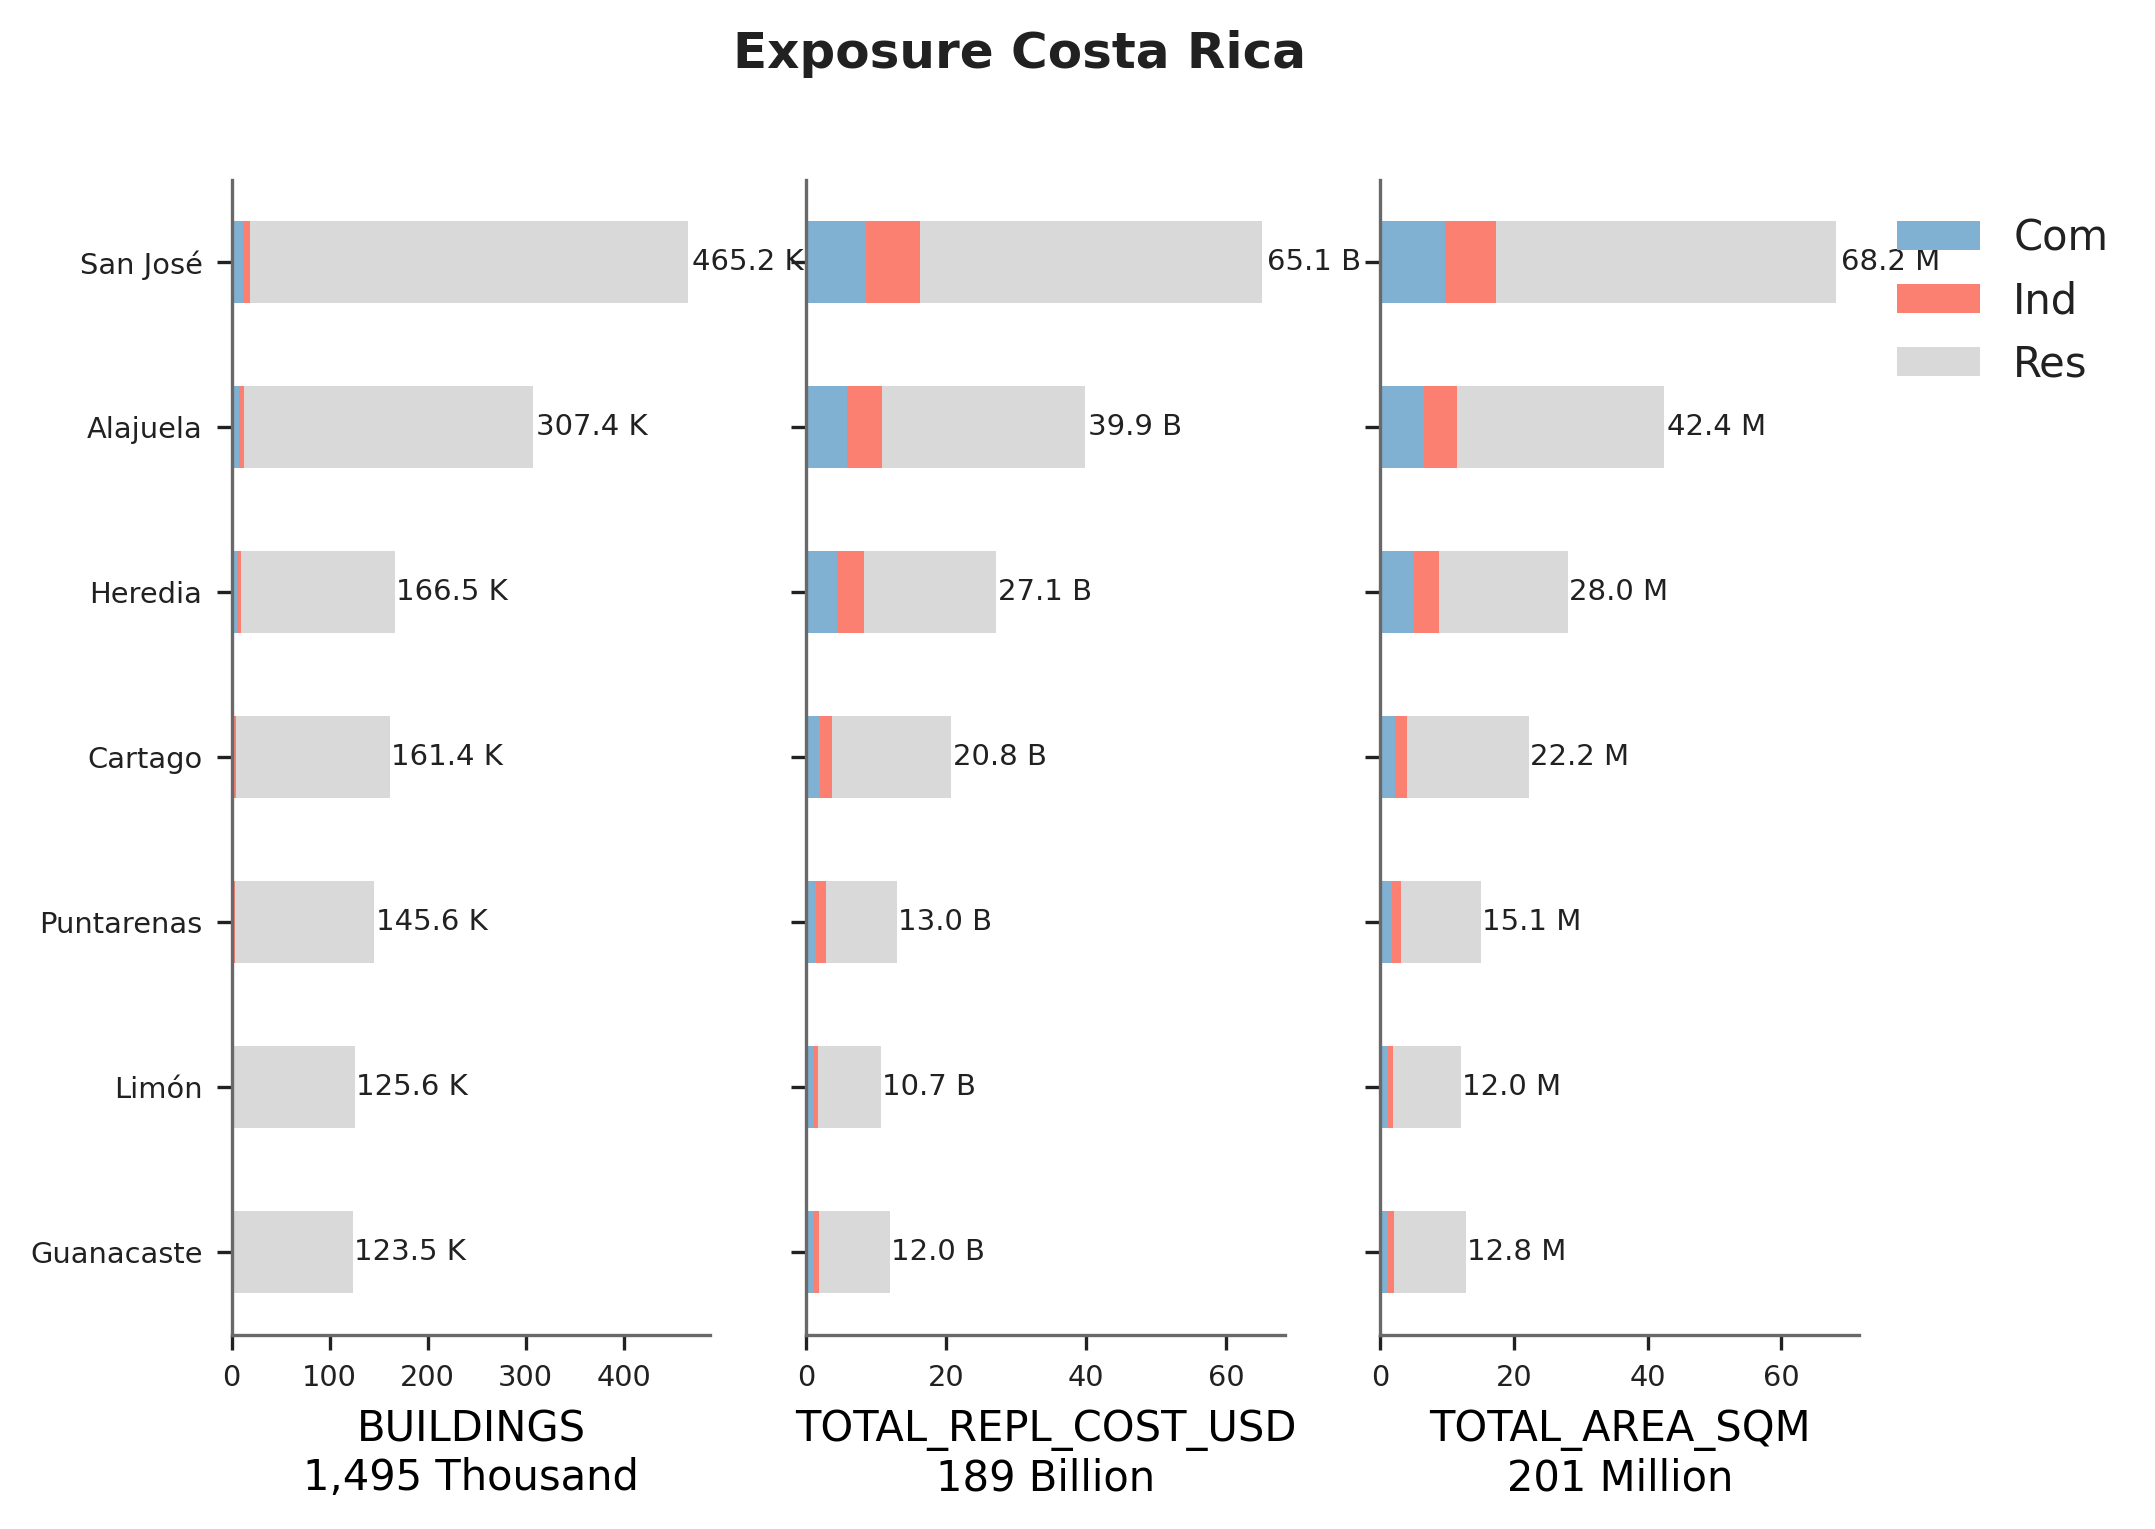 Exposure Costa Rica
San José
465.2 K
65.1 B
68.2 M
Com
Ind
Res
Alajuela
307.4 K
39.9 B
42.4 M
Heredia
166.5 K
27.1 B
28.0 M
Cartago
161.4 K
20.8 B
22.2 M
Puntarenas
145.6 K
13.0 B
15.1 M
Limón
125.6 K
10.7 B
12.0 M
Guanacaste
123.5 K
12.0 B
12.8 M
0 100 200 300 400
0 20 40 60
0 20 40 60
BUILDINGS
1,495 Thousand
TOTAL_REPL_COST_USD
189 Billion
TOTAL_AREA_SQM
201 Million